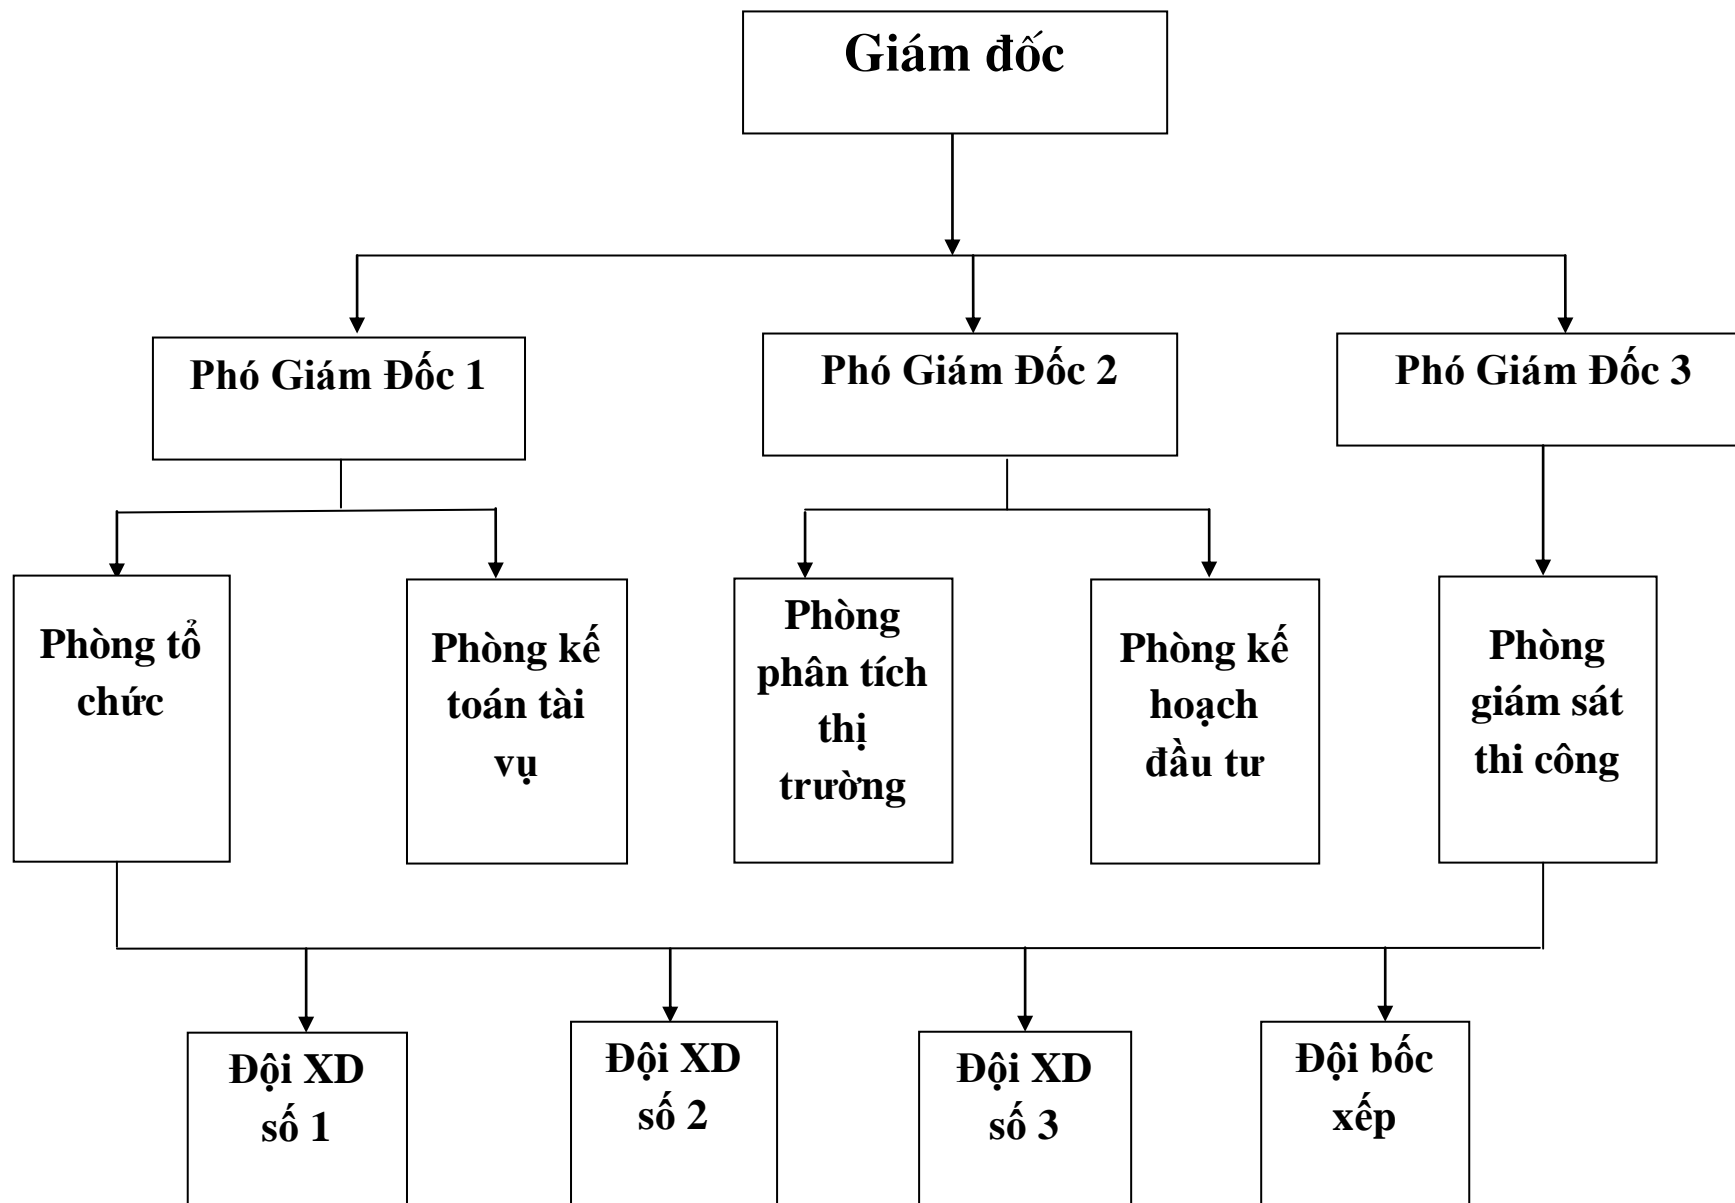 Giám đốc
Phó Giám Đốc 1
Phó Giám Đốc 2
Phó Giám Đốc 3
Phòng tổ
chức
Phòng kế
toán tài
vụ
Phòng
phân tích
thị
trường
Phòng kế
hoạch
đầu tư
Phòng
giám sát
thi công
Đội XD
số 1
Đội XD
số 2
Đội XD
số 3
Đội bốc
xếp